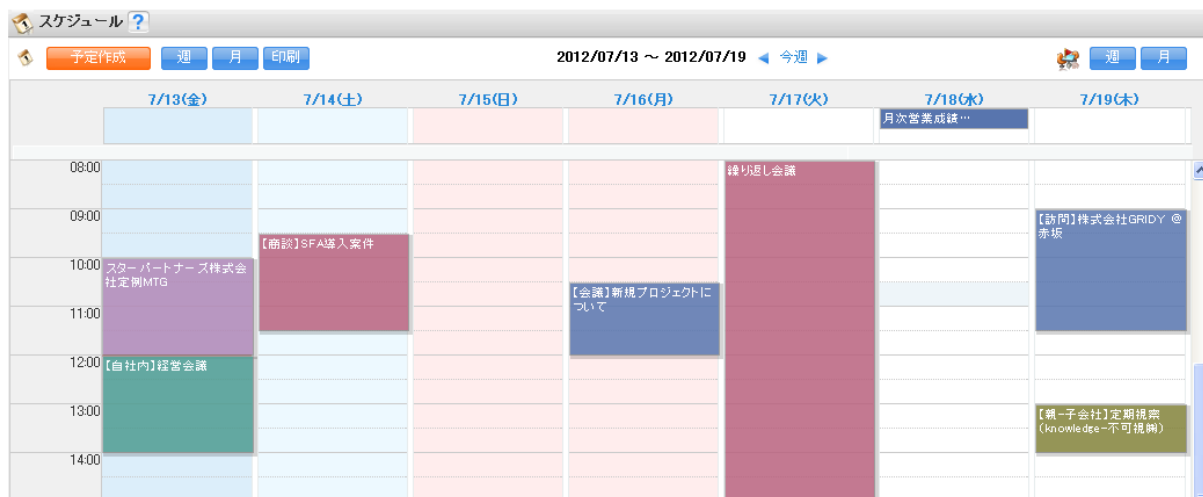 スケジュール ?
予定作成 週 月 印刷 2012/07/13 ～ 2012/07/19 今週 週 月
7/13(金) 7/14(土) 7/15(日) 7/16(月) 7/17(火) 7/18(水) 7/19(木)
月次営業成績…
08:00
繰り返し会議
09:00
【訪問】株式会社GRIDY @
赤坂
【商談】SFA導入案件
10:00
スターパートナーズ株式会
社定例MTG
【会議】新規プロジェクトに
ついて
11:00
12:00
【自社内】経営会議
13:00
【親-子会社】定期視察
(knowledge-不可視㈱)
14:00